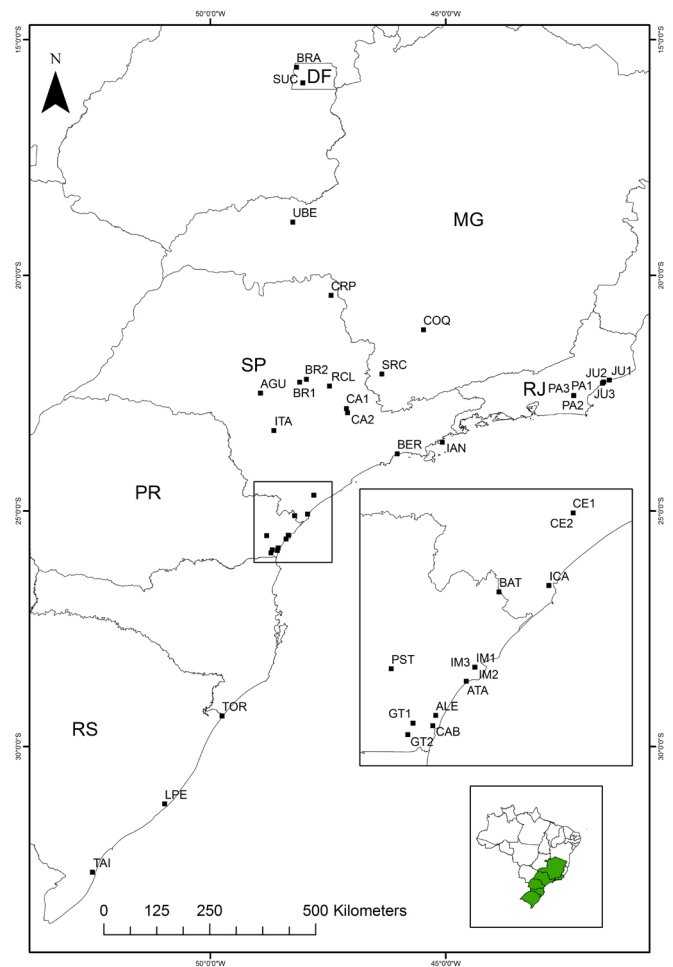 50°0'0"W 45°0'0"W
15°0'0"S 15°0'0"S
N
BRA
SUC DF
UBE
MG
20°0'0"S 20°0'0"S
CRP
COQ
SP
BR2 RCL SRC
AGU BR1
JU2 JU1
RJ PA3 PA1
PA2 JU3
CA1
CA2
ITA
BER IAN
PR
25°0'0"S 25°0'0"S
CE1
CE2
BAT ICA
PST IM3 IM1
IM2
ATA
GT1 ALE
CAB
GT2
TOR
RS
30°0'0"S 30°0'0"S
LPE
TAI
0 125 250 500 Kilometers
50°0'0"W 45°0'0"W